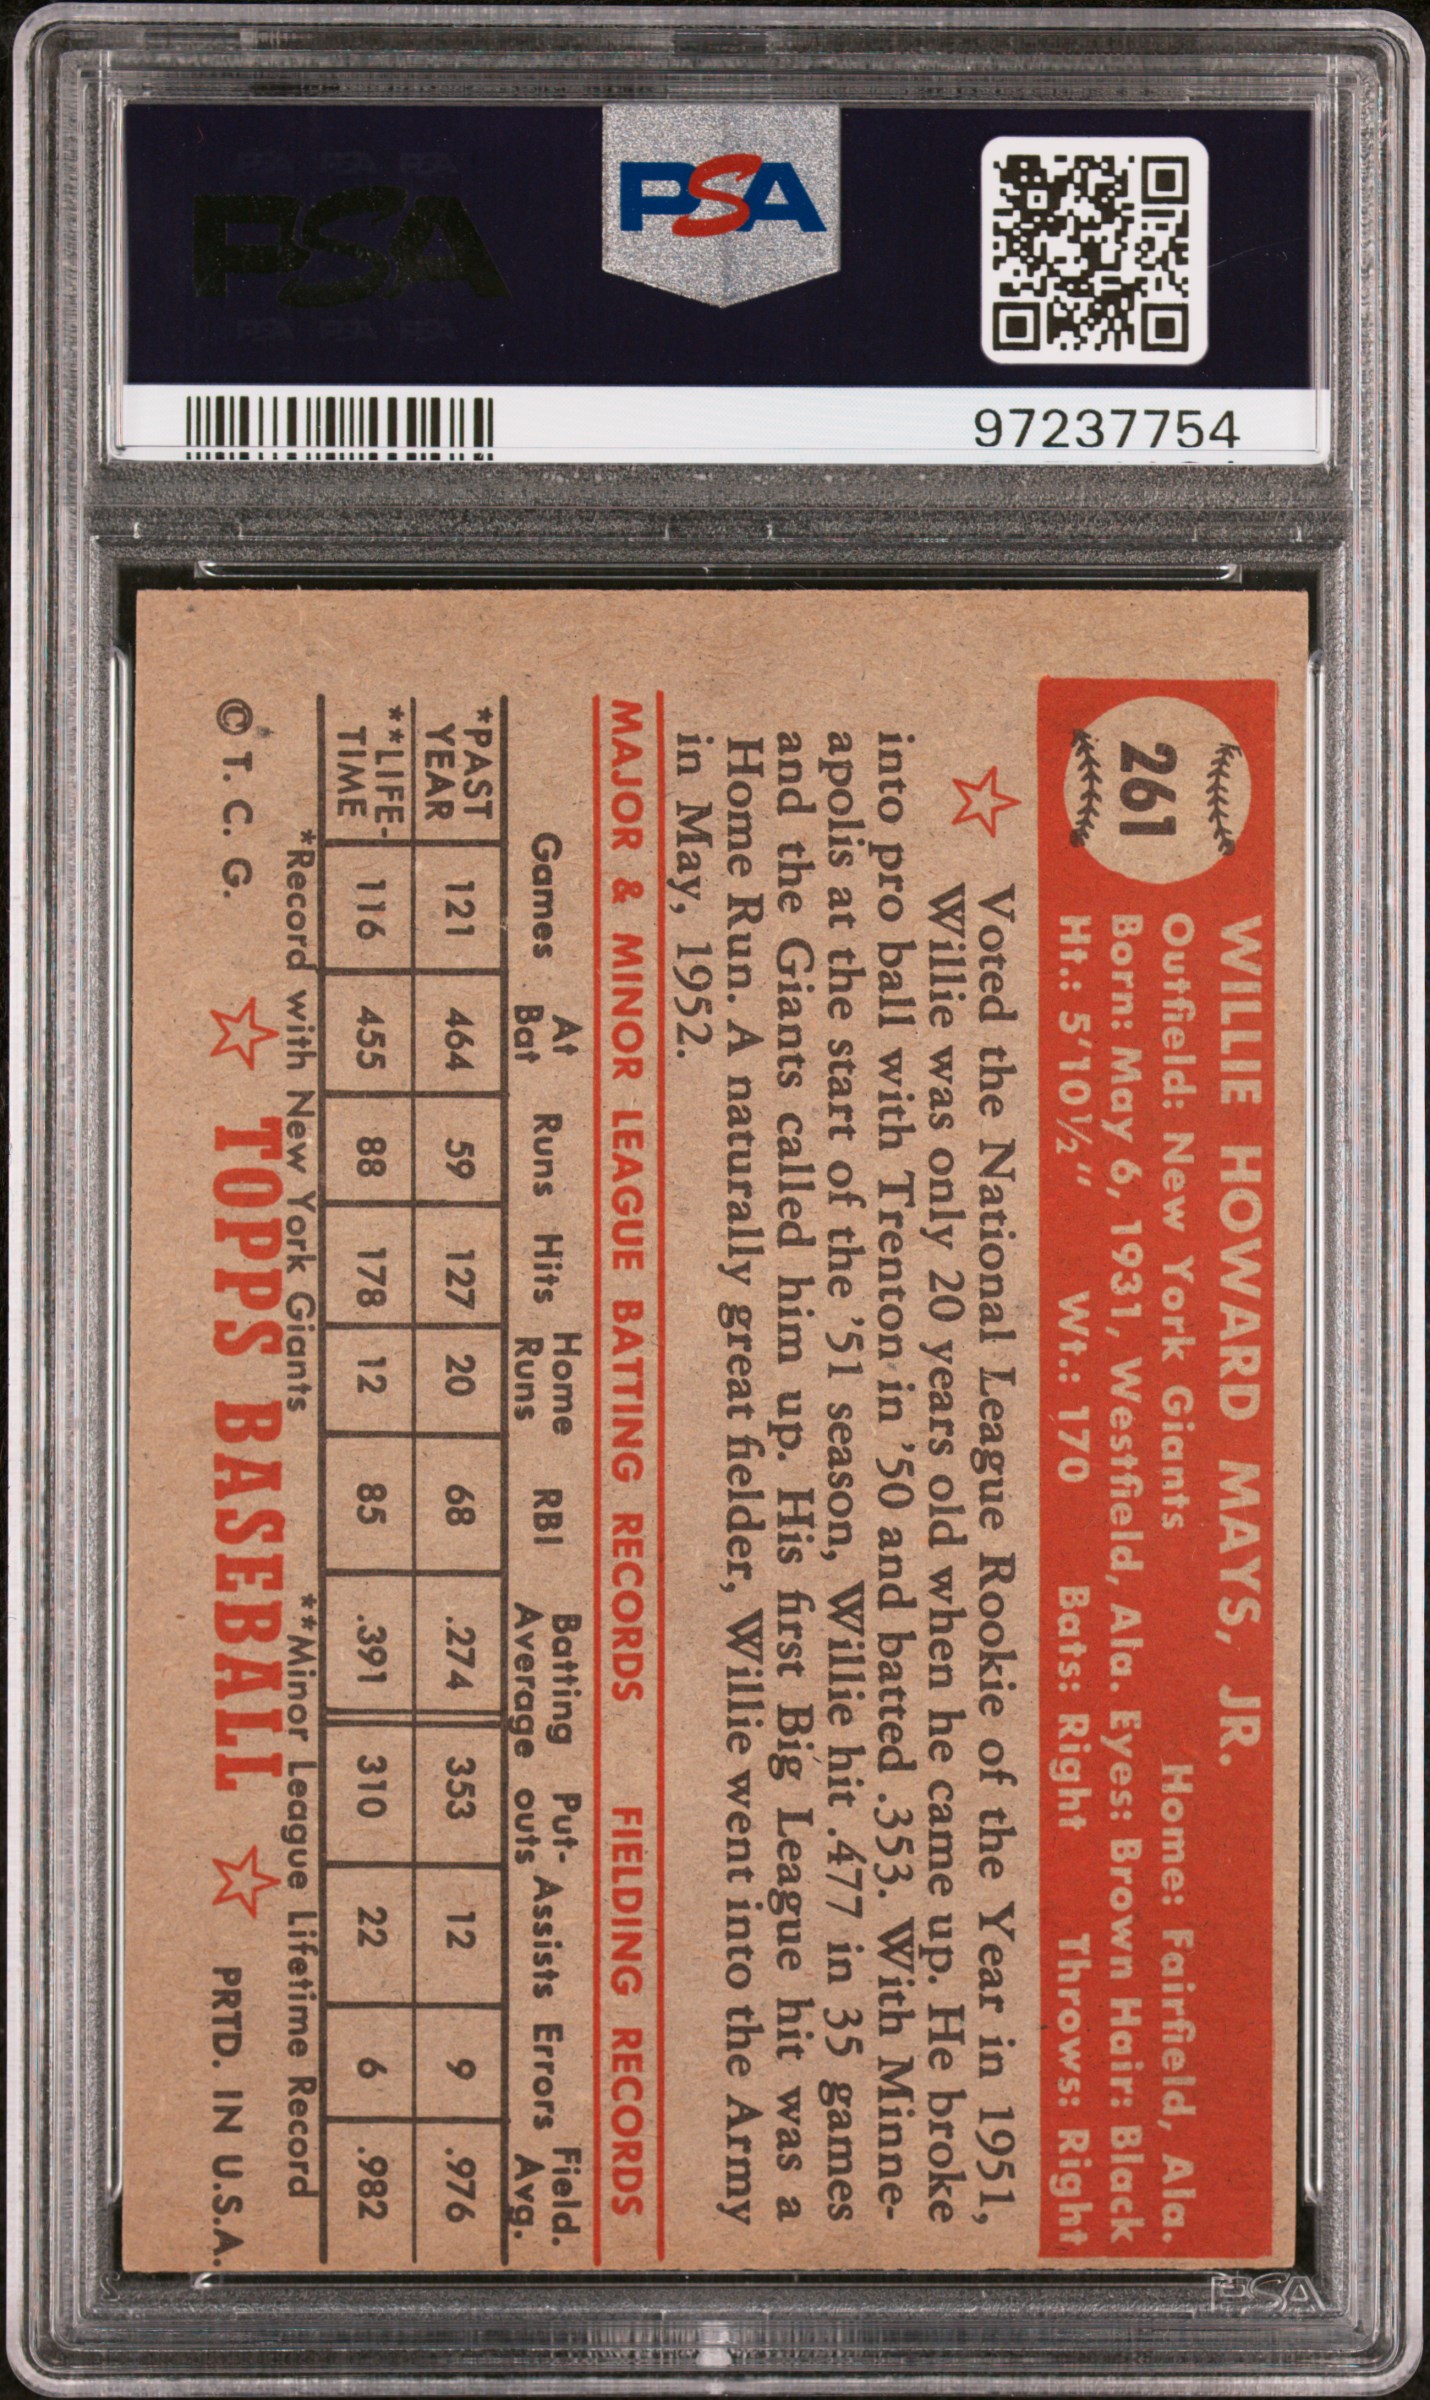 PSA
PSA
97237754
261
WILLIE HOWARD MAYS, JR.
Outfield: New York Giants Home: Fairfield, Ala.
Born: May 6, 1931, Westfield, Ala. Eyes: Brown Hair: Black
Ht.: 5'10½" Wt.: 170 Bats: Right Throws: Right
Voted the National League Rookie of the Year in 1951,
Willie was only 20 years old when he came up. He broke
into pro ball with Trenton in '50 and batted .353. With Minne-
apolis at the start of the '51 season, Willie hit .477 in 35 games
and the Giants called him up. His first Big League hit was a
Home Run. A naturally great fielder, Willie went into the Army
in May, 1952.
MAJOR & MINOR LEAGUE BATTING RECORDS FIELDING RECORDS
Games At Bat Runs Hits Home Runs RBI Batting Average Put-outs Assists Errors Field. Avg.
*PAST YEAR 121 464 59 127 20 68 .274 353 12 9 .976
**LIFE-TIME 116 455 88 178 12 85 .391 310 22 6 .982
*Record with New York Giants **Minor League Lifetime Record
© T. C. G. TOPPS BASEBALL PRTD. IN U.S.A.
PSA